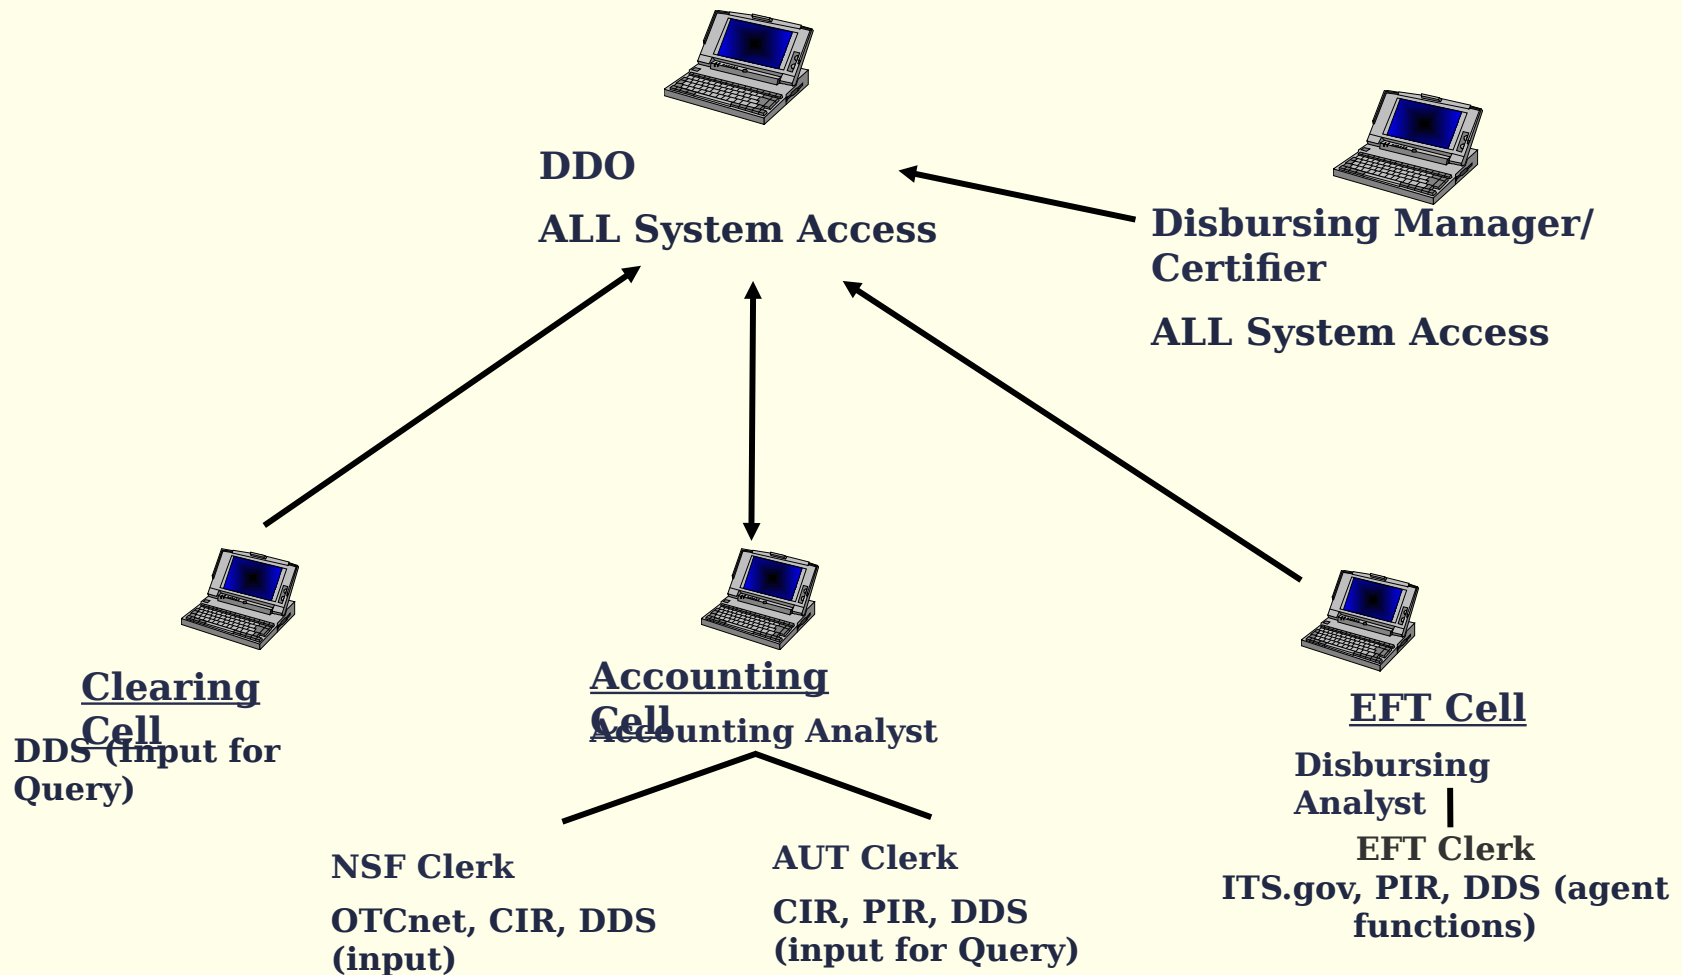 DDO
ALL System Access
Disbursing Manager/
Certifier
ALL System Access
Clearing
Cell
DDS (Input for
Query)
Accounting
Cell
Accounting Analyst
NSF Clerk
OTCnet, CIR, DDS
(input)
AUT Clerk
CIR, PIR, DDS
(input for Query)
EFT Cell
Disbursing
Analyst
EFT Clerk
ITS.gov, PIR, DDS (agent
functions)